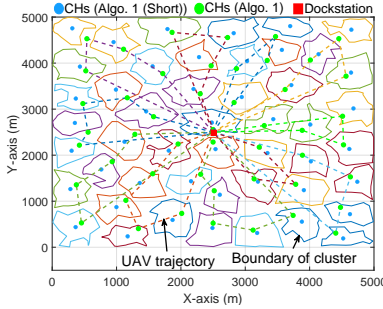 CHs (Algo. 1 (Short)) CHs (Algo. 1) Dockstation
5000
4000
3000
2000
1000
0
Y-axis (m)
UAV trajectory
Boundary of cluster
0 1000 2000 3000 4000 5000
X-axis (m)